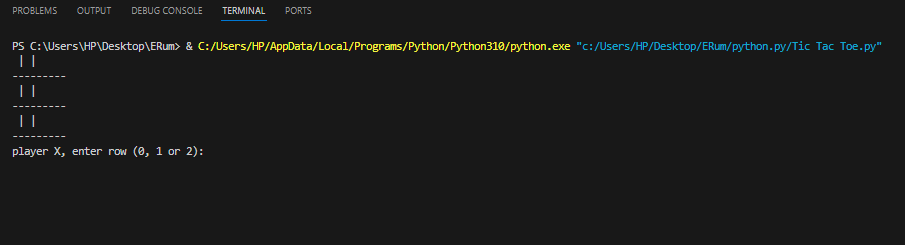 PROBLEMS OUTPUT DEBUG CONSOLE TERMINAL PORTS
PS C:\Users\HP\Desktop\ERum> & C:/Users/HP/AppData/Local/Programs/Python/Python310/python.exe "c:/Users/HP/Desktop/ERum/python.py/Tic Tac Toe.py"
 | |
---------
 | |
---------
 | |
---------
player X, enter row (0, 1 or 2):